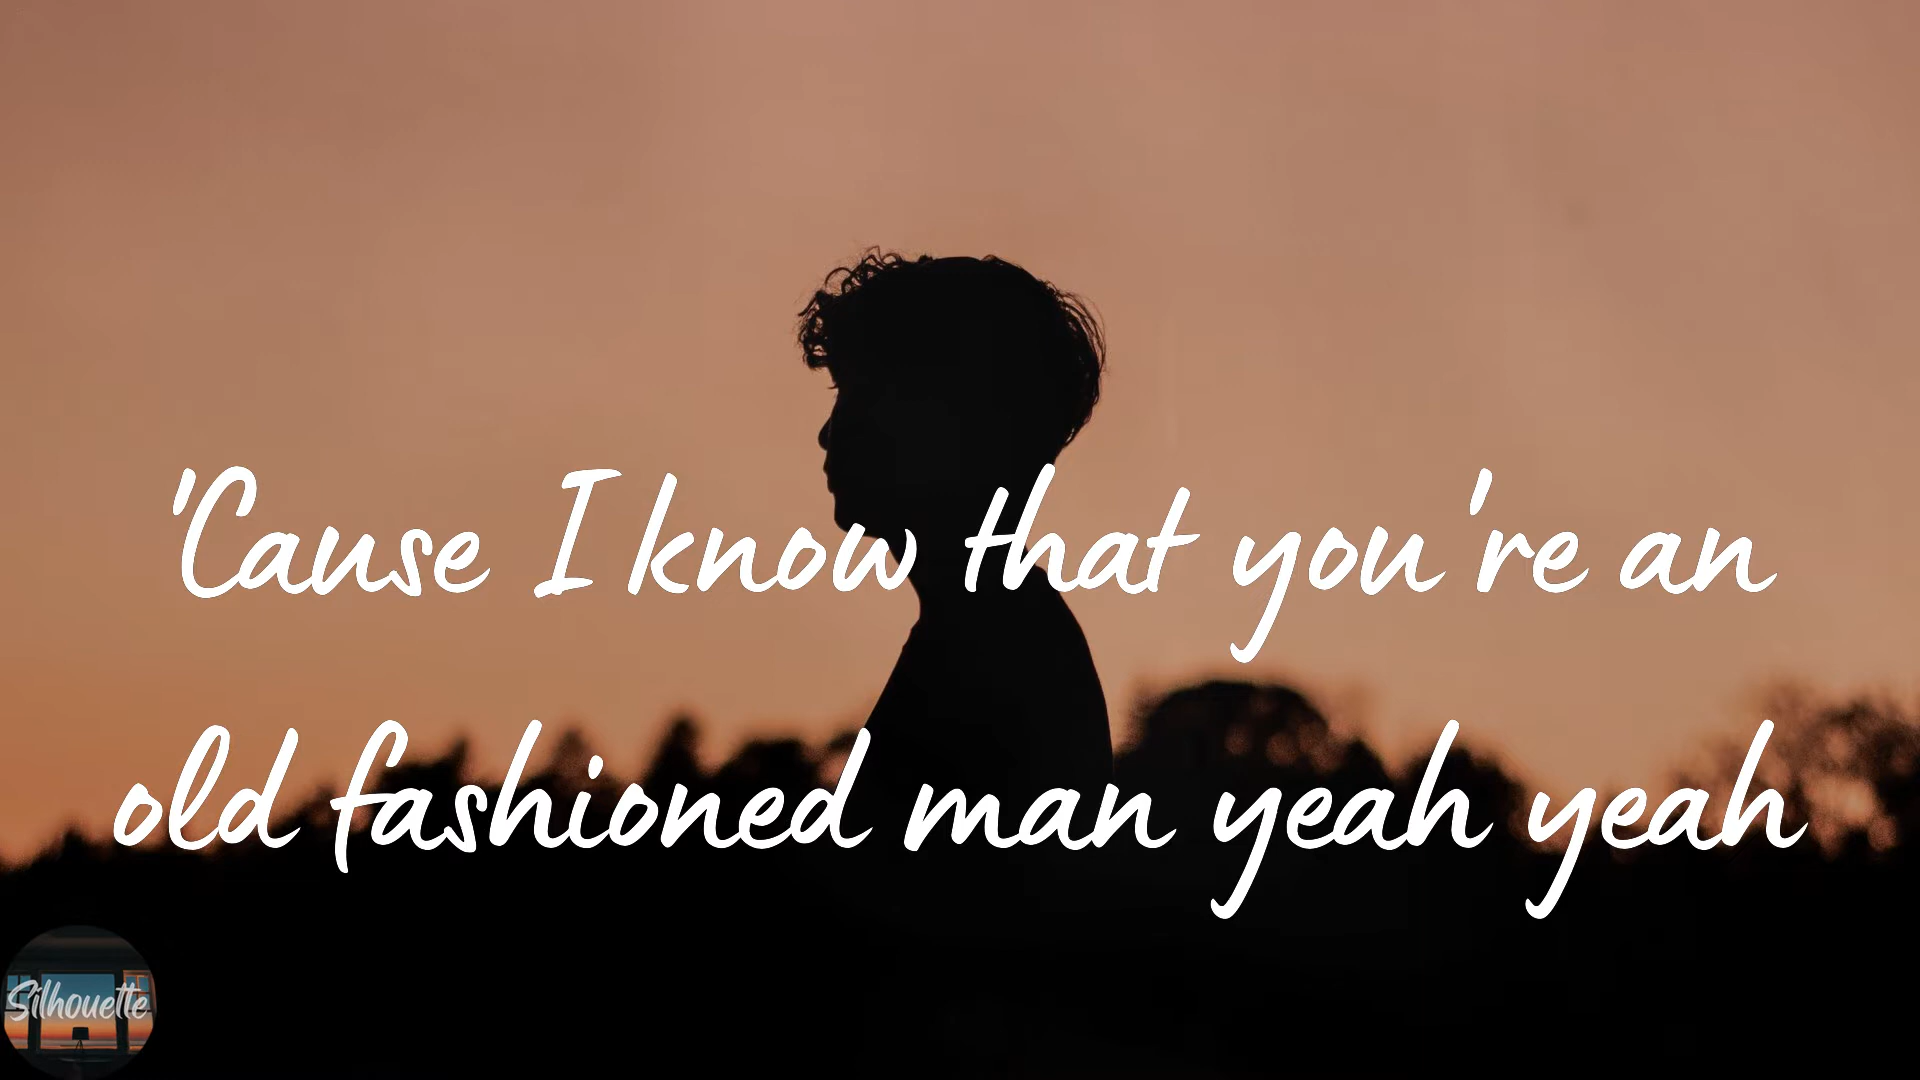 'Cause I know that you're an
old fashioned man yeah yeah
Silhouette